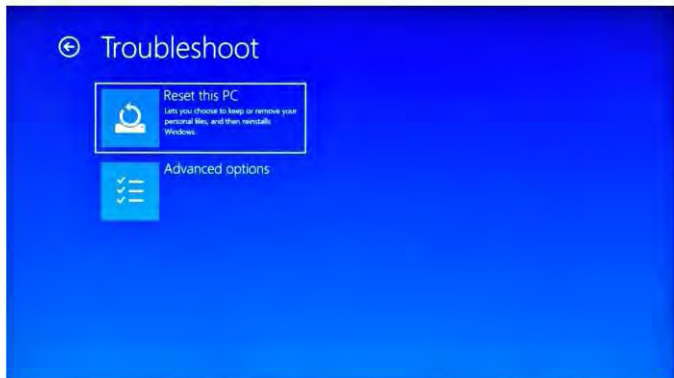 Troubleshoot
Reset this PC
Lets you choose to keep or remove your
personal files, and then reinstalls
Windows.
Advanced options